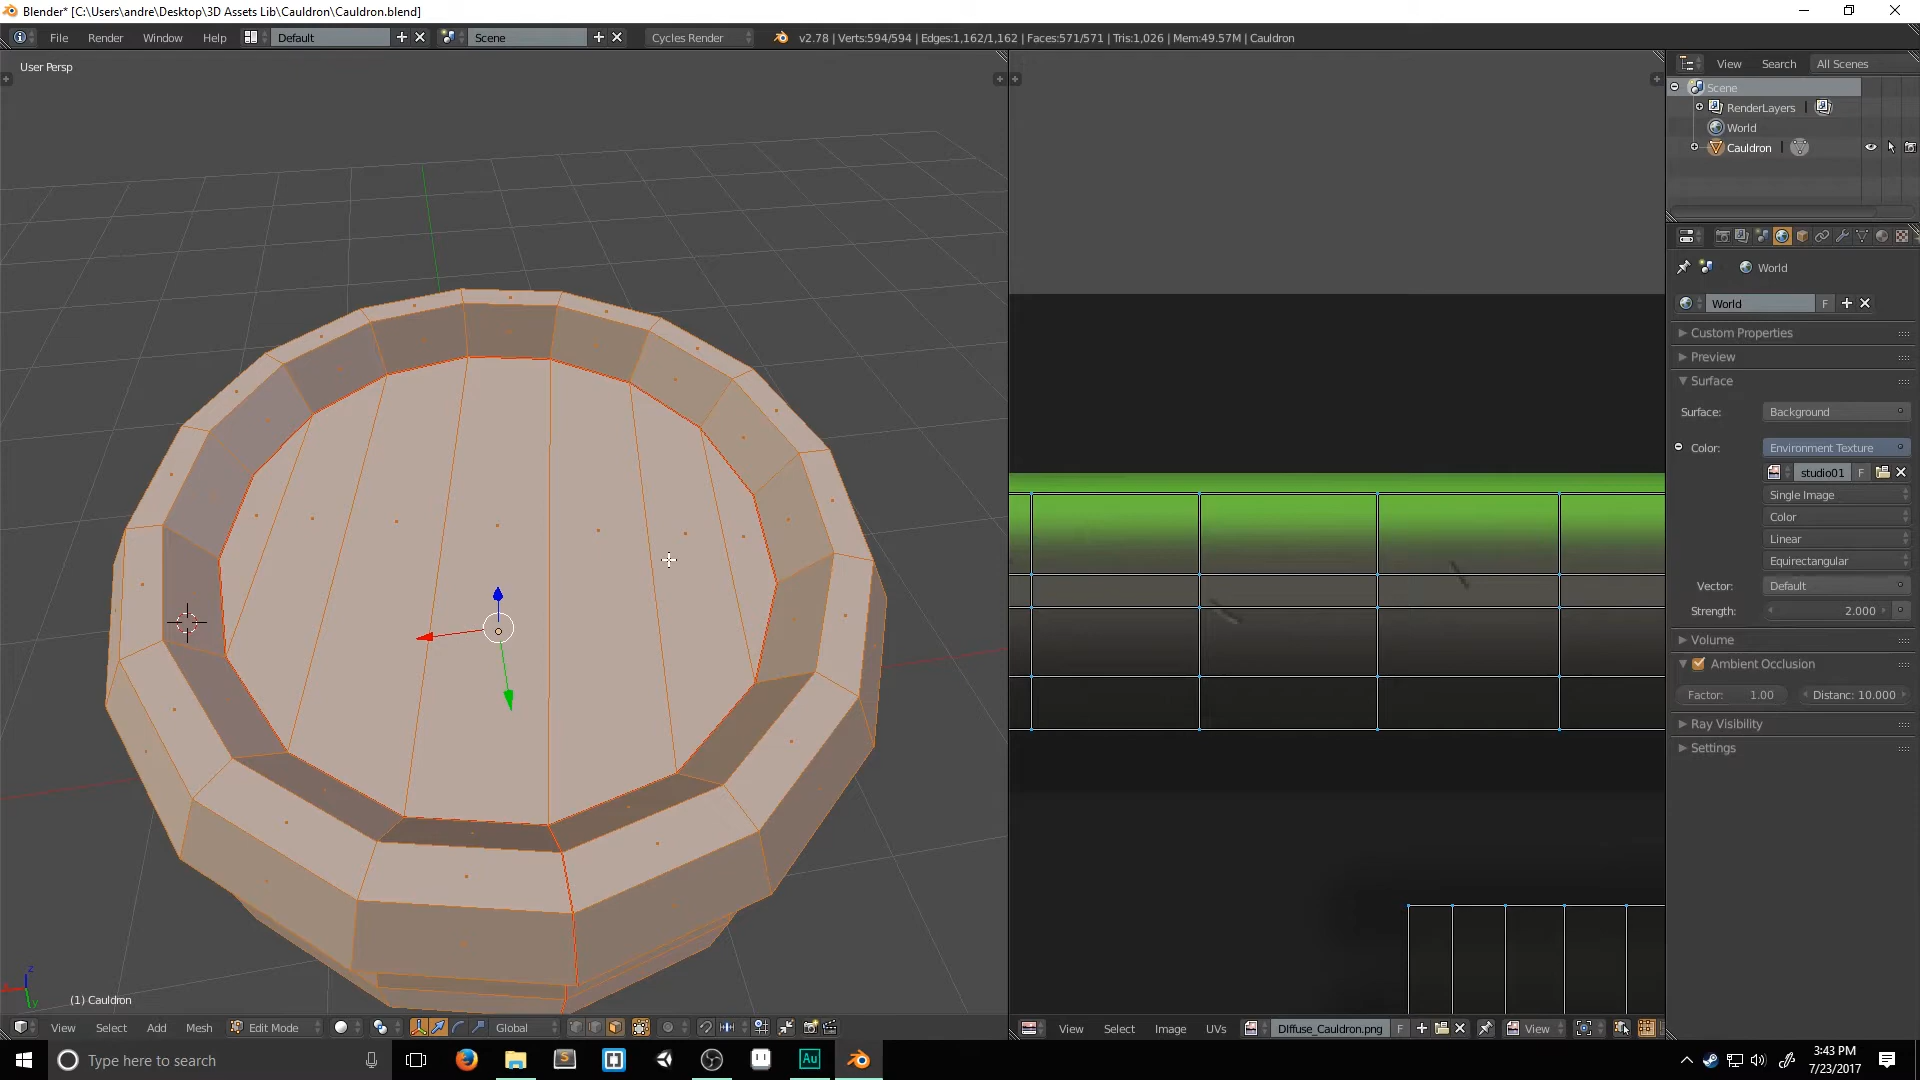 Blender* [C:\Users\andre\Desktop\3D Assets Lib\Cauldron\Cauldron.blend]
File Render Window Help Default Scene Cycles Render v2.78 | Verts:594/594 | Edges:1,162/1,162 | Faces:571/571 | Tris:1,026 | Mem:49.57M | Cauldron
User Persp
View Search All Scenes
Scene
RenderLayers
World
Cauldron
World
World F
Custom Properties
Preview
Surface
Surface: Background
Color: Environment Texture
studio01 F
Single Image
Color
Linear
Equirectangular
Vector: Default
Strength: 2.000
Volume
Ambient Occlusion
Factor: 1.00 Distanc: 10.000
Ray Visibility
Settings
z
x
y
(1) Cauldron
View Select Add Mesh Edit Mode Global
View Select Image UVs DIffuse_Cauldron.png F View
Type here to search
S
Au
3:43 PM
7/23/2017